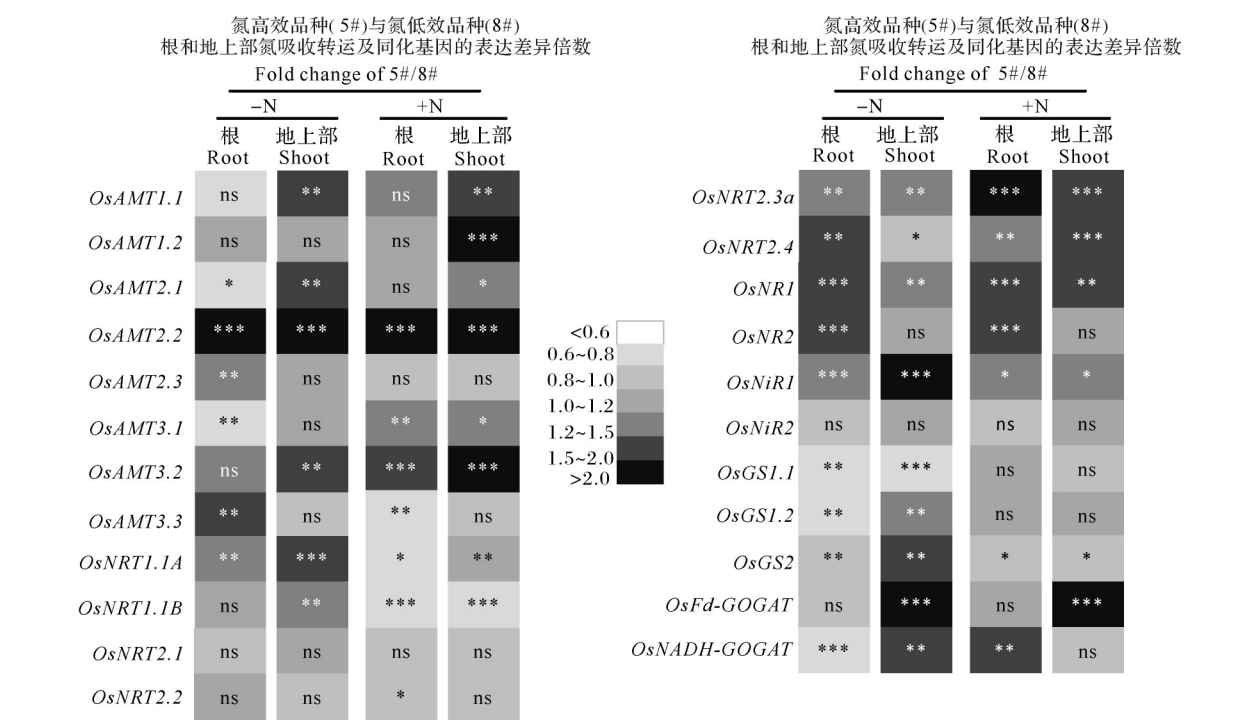 氮高效品种( 5#)与氮低效品种(8#)
根和地上部氮吸收转运及同化基因的表达差异倍数
Fold change of 5#/8#
−N +N
根 地上部 根 地上部
Root Shoot Root Shoot
OsAMT1.1 ns ** ns **
OsAMT1.2 ns ns ns ***
OsAMT2.1 * ** ns *
OsAMT2.2 *** *** *** ***
OsAMT2.3 ** ns ns ns
OsAMT3.1 ** ns ** *
OsAMT3.2 ns ** *** ***
OsAMT3.3 ** ns ** ns
OsNRT1.1A ** *** * **
OsNRT1.1B ns ** *** ***
OsNRT2.1 ns ns ns ns
OsNRT2.2 ns ns * ns
<0.6
0.6~0.8
0.8~1.0
1.0~1.2
1.2~1.5
1.5~2.0
>2.0
氮高效品种(5#)与氮低效品种(8#)
根和地上部氮吸收转运及同化基因的表达差异倍数
Fold change of 5#/8#
−N +N
根 地上部 根 地上部
Root Shoot Root Shoot
OsNRT2.3a ** ** *** ***
OsNRT2.4 ** * ** ***
OsNR1 *** ** *** **
OsNR2 *** ns *** ns
OsNiR1 *** *** * *
OsNiR2 ns ns ns ns
OsGS1.1 ** *** ns ns
OsGS1.2 ** ** ns ns
OsGS2 ** ** * *
OsFd-GOGAT ns *** ns ***
OsNADH-GOGAT *** ** ** ns